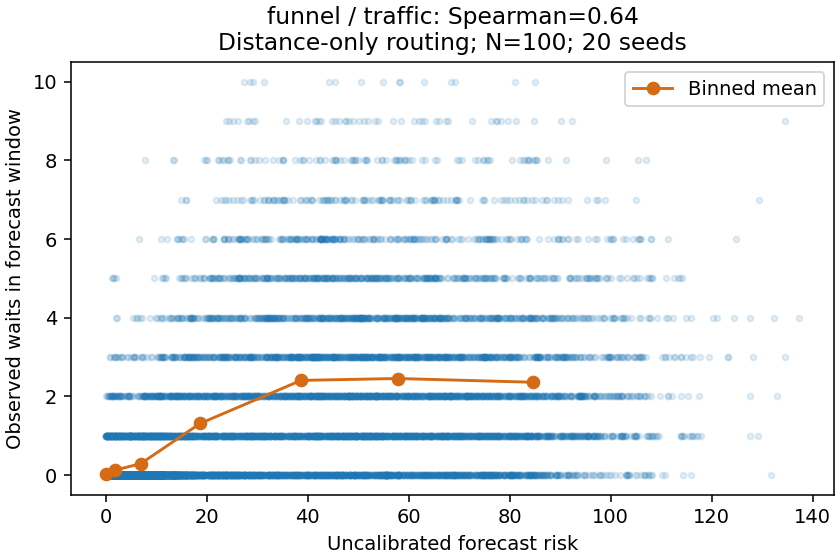 funnel / traffic: Spearman=0.64
Distance-only routing; N=100; 20 seeds
Binned mean
Observed waits in forecast window
10
8
6
4
2
0
0 20 40 60 80 100 120 140
Uncalibrated forecast risk